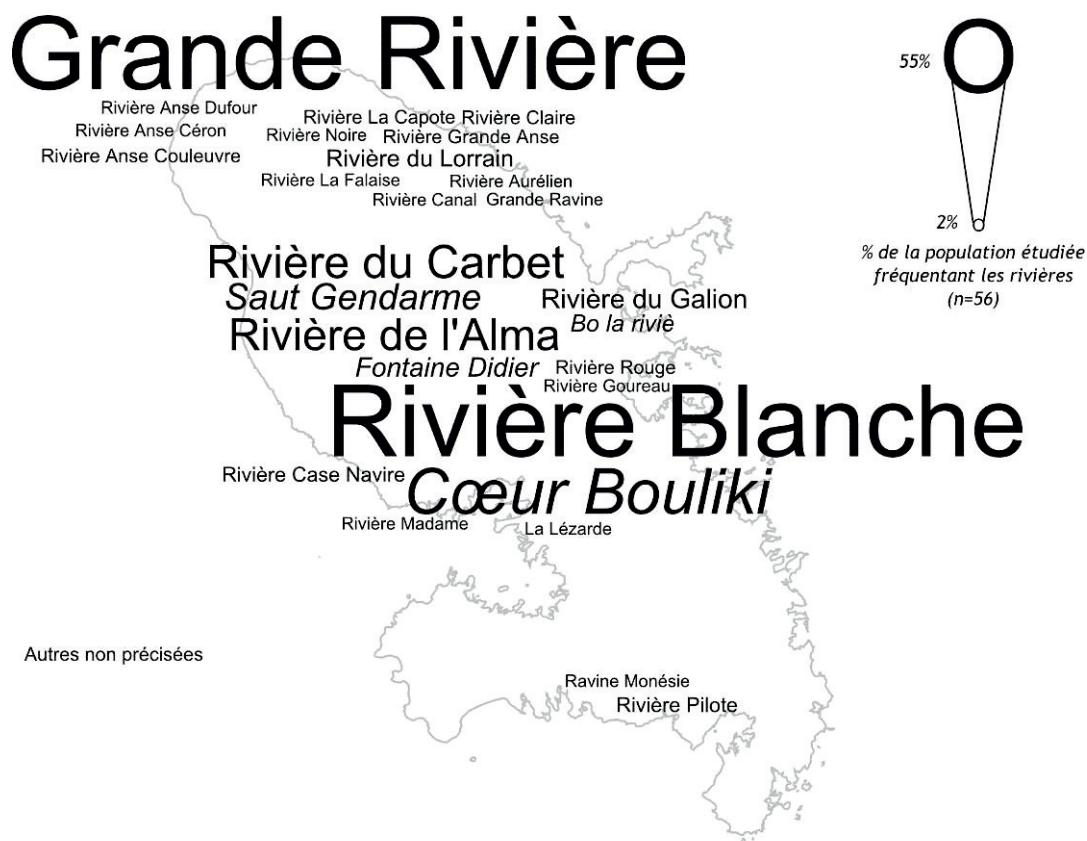 Grande Rivière
55%
Rivière Anse Dufour
Rivière La Capote Rivière Claire
Rivière Anse Céron
Rivière Noire Rivière Grande Anse
Rivière Anse Couleuvre
Rivière du Lorrain
Rivière La Falaise Rivière Aurélien
Rivière Canal Grande Ravine
2%
% de la population étudiée
fréquentant les rivières
(n=56)
Rivière du Carbet
Saut Gendarme
Rivière du Galion
Bo la riviè
Rivière de l'Alma
Fontaine Didier
Rivière Rouge
Rivière Goureau
Rivière Blanche
Rivière Case Navire
Cœur Bouliki
Rivière Madame
La Lézarde
Autres non précisées
Ravine Monésie
Rivière Pilote